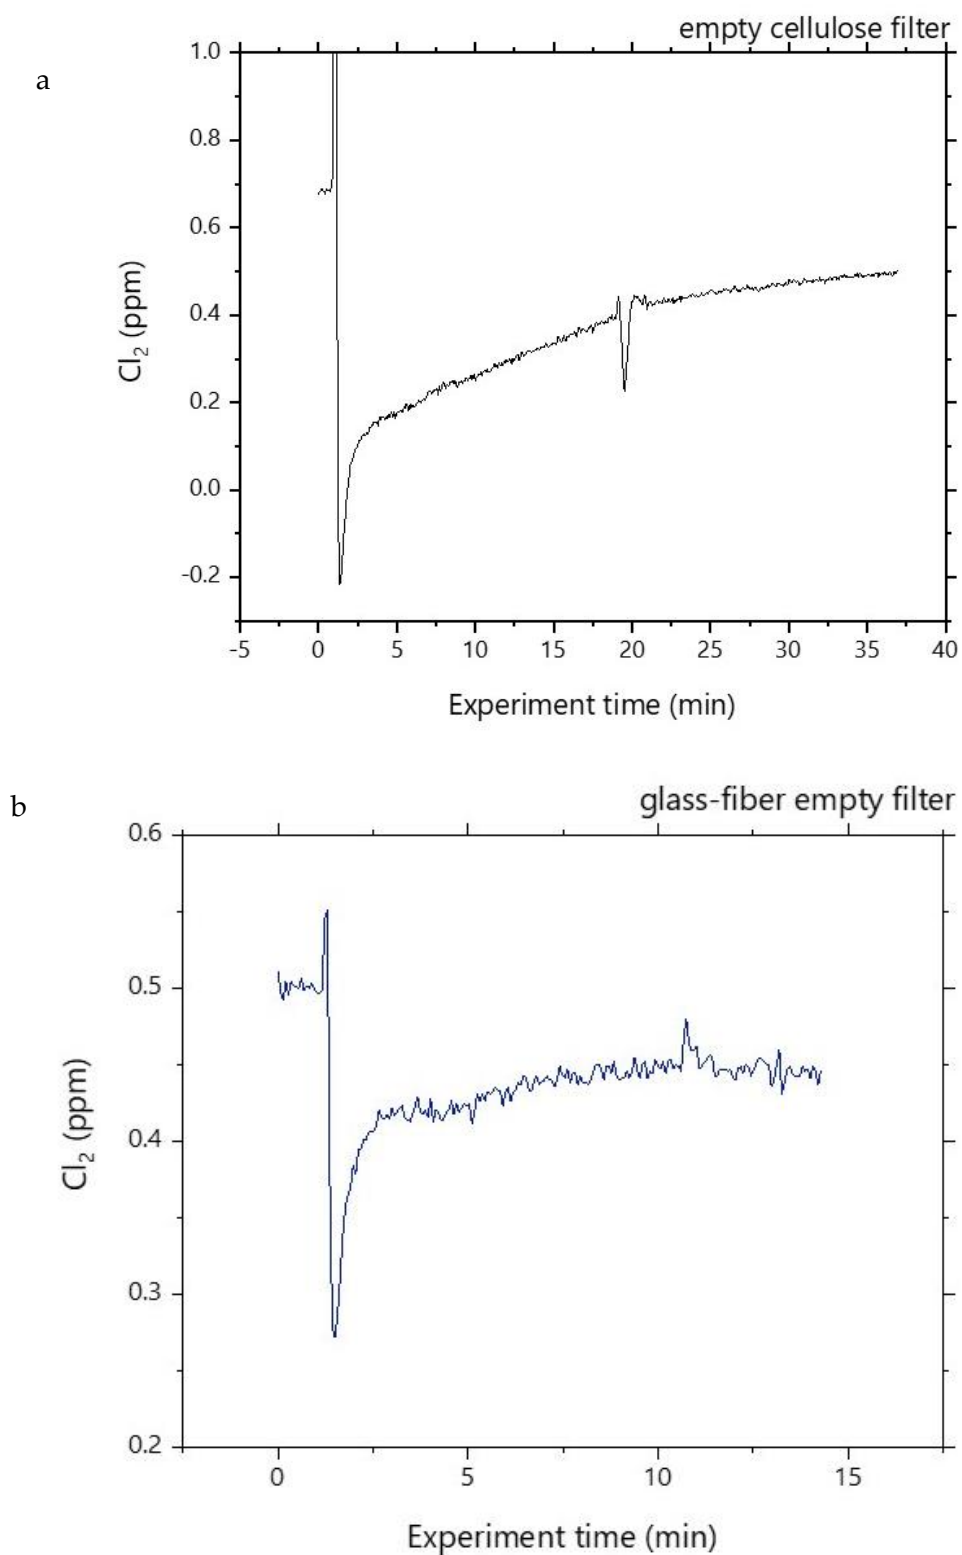 empty cellulose filter
a
1.0
0.8
0.6
0.4
0.2
0.0
-0.2
Cl₂ (ppm)
-5 0 5 10 15 20 25 30 35 40
Experiment time (min)
b
glass-fiber empty filter
0.6
0.5
0.4
0.3
0.2
Cl₂ (ppm)
0 5 10 15
Experiment time (min)